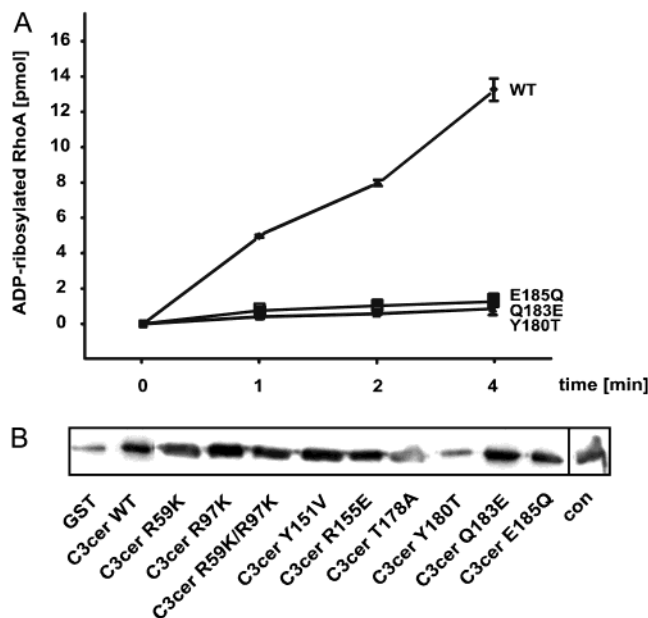 A
ADP-ribosylated RhoA [pmol]
16
14
12
10
8
6
4
2
0
WT
E185Q
Q183E
Y180T
0 1 2 4 time [min]
B
GST
C3cer WT
C3cer R59K
C3cer R97K
C3cer R59K/R97K
C3cer Y151V
C3cer R155E
C3cer T178A
C3cer Y180T
C3cer Q183E
C3cer E185Q
con